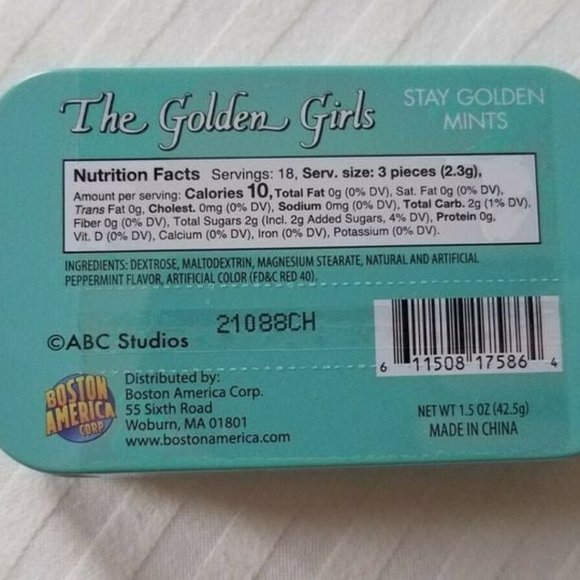 The Golden Girls
STAY GOLDEN
MINTS
Nutrition Facts Servings: 18, Serv. size: 3 pieces (2.3g),
Amount per serving: Calories 10, Total Fat 0g (0% DV), Sat. Fat 0g (0% DV),
Trans Fat 0g, Cholest. 0mg (0% DV), Sodium 0mg (0% DV), Total Carb. 2g (1% DV),
Fiber 0g (0% DV), Total Sugars 2g (Incl. 2g Added Sugars, 4% DV), Protein 0g,
Vit. D (0% DV), Calcium (0% DV), Iron (0% DV), Potassium (0% DV).
INGREDIENTS: DEXTROSE, MALTODEXTRIN, MAGNESIUM STEARATE, NATURAL AND ARTIFICIAL
PEPPERMINT FLAVOR, ARTIFICIAL COLOR (FD&C RED 40).
21088CH
©ABC Studios
6 11508 17586 4
BOSTON
AMERICA
CORP
Distributed by:
Boston America Corp.
55 Sixth Road
Woburn, MA 01801
www.bostonamerica.com
NET WT 1.5 OZ (42.5g)
MADE IN CHINA